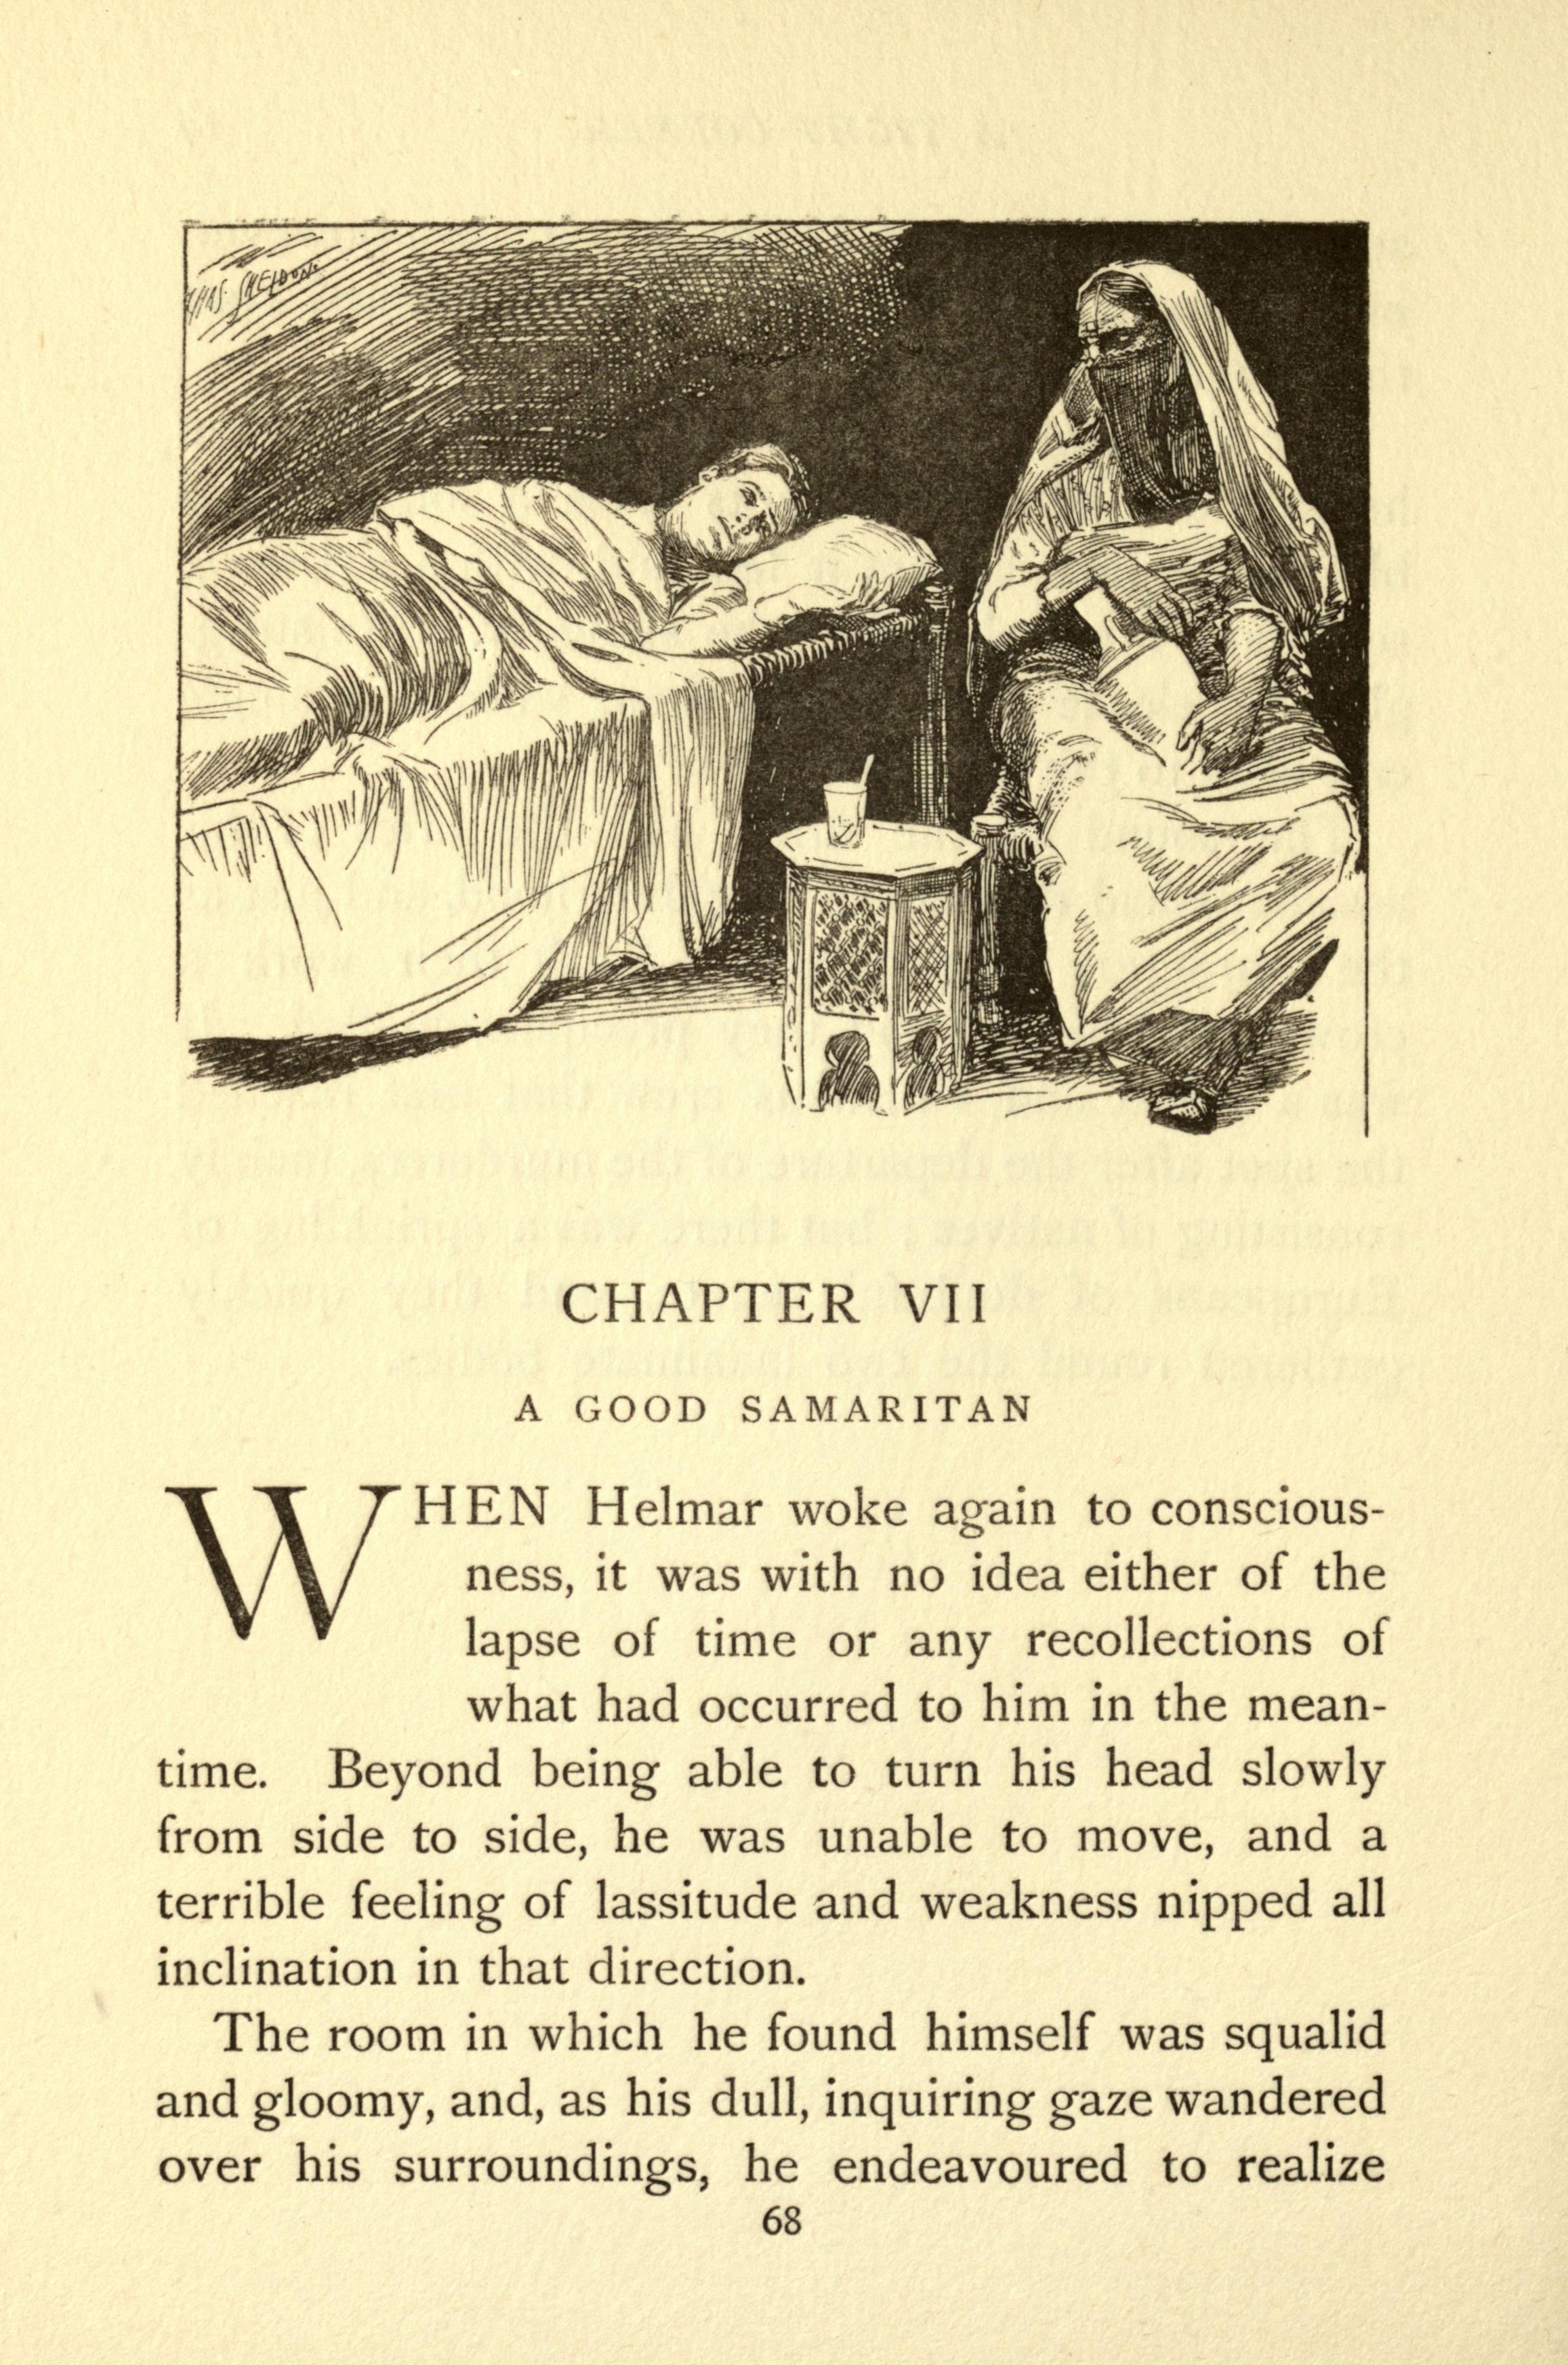 CHAS. SHELDON
CHAPTER VII
A GOOD SAMARITAN
WHEN Helmar woke again to conscious-
ness, it was with no idea either of the
lapse of time or any recollections of
what had occurred to him in the mean-
time. Beyond being able to turn his head slowly
from side to side, he was unable to move, and a
terrible feeling of lassitude and weakness nipped all
inclination in that direction.
The room in which he found himself was squalid
and gloomy, and, as his dull, inquiring gaze wandered
over his surroundings, he endeavoured to realize
68